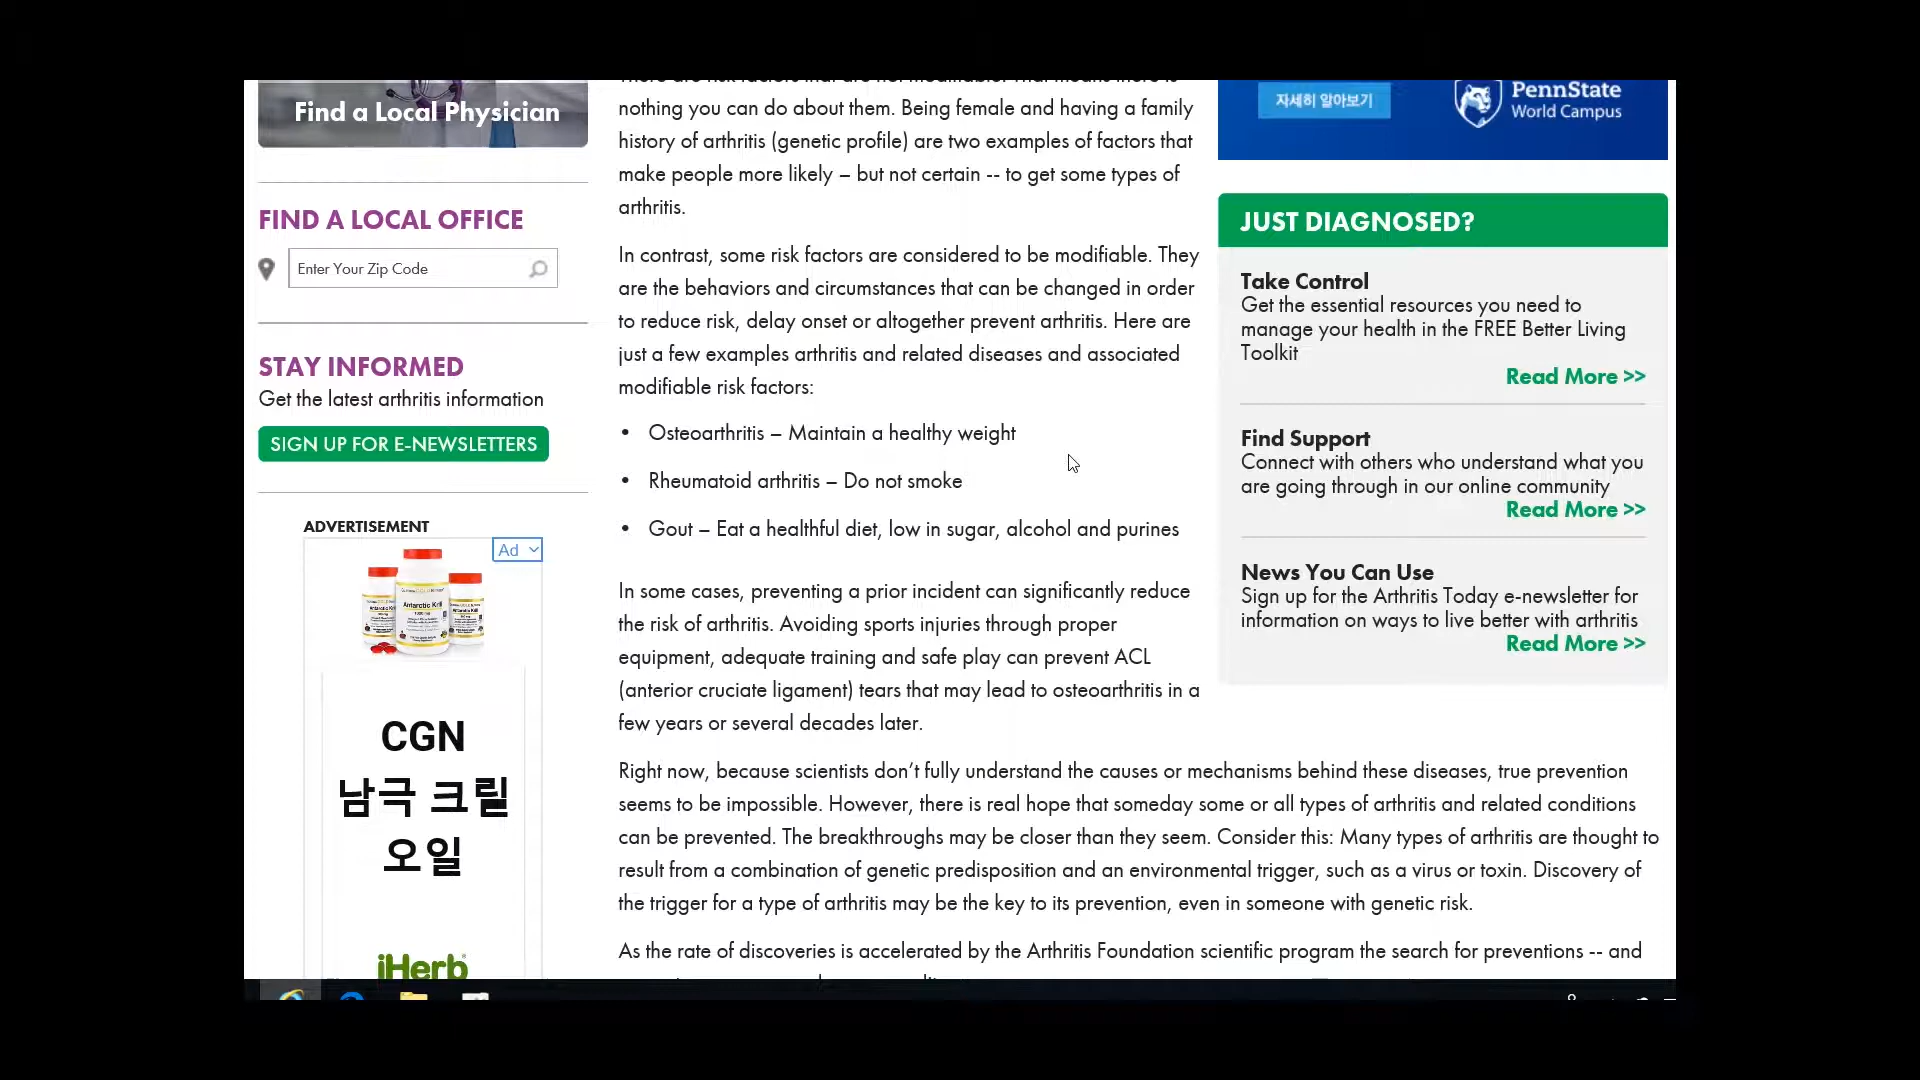 Find a Local Physician
FIND A LOCAL OFFICE
Enter Your Zip Code
STAY INFORMED
Get the latest arthritis information
SIGN UP FOR E-NEWSLETTERS
ADVERTISEMENT
Ad
Antarctic Krill
CGN
남극 크릴
오일
iHerb
There are risk factors that are not modifiable. That means there is
nothing you can do about them. Being female and having a family
history of arthritis (genetic profile) are two examples of factors that
make people more likely – but not certain -- to get some types of
arthritis.
In contrast, some risk factors are considered to be modifiable. They
are the behaviors and circumstances that can be changed in order
to reduce risk, delay onset or altogether prevent arthritis. Here are
just a few examples arthritis and related diseases and associated
modifiable risk factors:
• Osteoarthritis – Maintain a healthy weight
• Rheumatoid arthritis – Do not smoke
• Gout – Eat a healthful diet, low in sugar, alcohol and purines
In some cases, preventing a prior incident can significantly reduce
the risk of arthritis. Avoiding sports injuries through proper
equipment, adequate training and safe play can prevent ACL
(anterior cruciate ligament) tears that may lead to osteoarthritis in a
few years or several decades later.
Right now, because scientists don’t fully understand the causes or mechanisms behind these diseases, true prevention
seems to be impossible. However, there is real hope that someday some or all types of arthritis and related conditions
can be prevented. The breakthroughs may be closer than they seem. Consider this: Many types of arthritis are thought to
result from a combination of genetic predisposition and an environmental trigger, such as a virus or toxin. Discovery of
the trigger for a type of arthritis may be the key to its prevention, even in someone with genetic risk.
As the rate of discoveries is accelerated by the Arthritis Foundation scientific program the search for preventions -- and
자세히 알아보기
PennState
World Campus
JUST DIAGNOSED?
Take Control
Get the essential resources you need to
manage your health in the FREE Better Living
Toolkit
Read More >>
Find Support
Connect with others who understand what you
are going through in our online community
Read More >>
News You Can Use
Sign up for the Arthritis Today e-newsletter for
information on ways to live better with arthritis
Read More >>